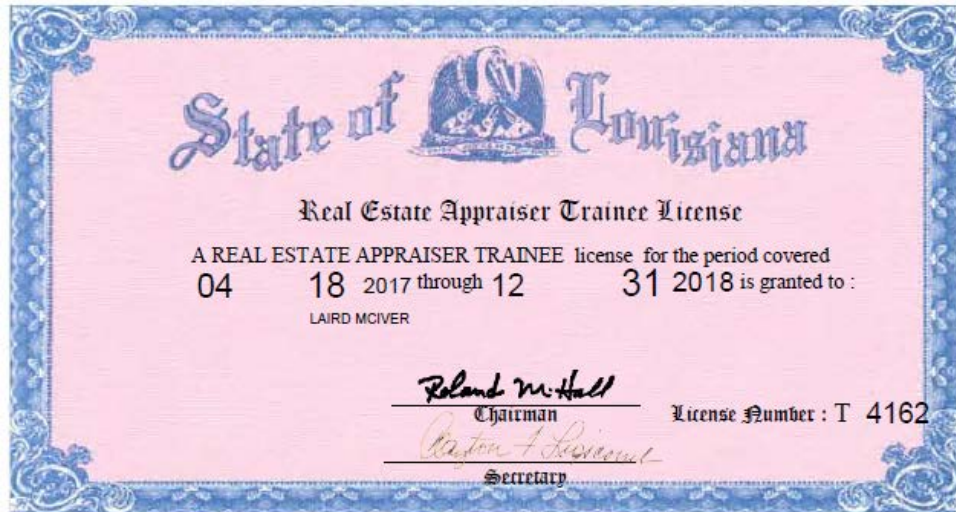 State of Louisiana
Real Estate Appraiser Trainee License
A REAL ESTATE APPRAISER TRAINEE license for the period covered
04 18 2017 through 12 31 2018 is granted to :
LAIRD MCIVER
Roland M. Hall
Chairman
License Number : T 4162
Secretary